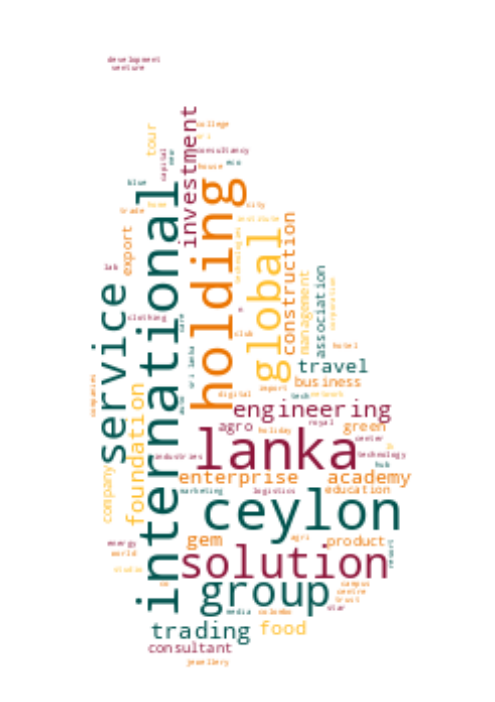 development
venture
college
tour
investment
consultancy
capital
house
eco
blue
international
holding
home
city
trade
institute
global
construction
export
management
association
lab
service
clothing
care
club
hotel
sri lanka
travel
companies
business
foundation
import
digital
tech
network
engineering
agro
holiday
royal
green
center
lanka
industries
technology
hub
company
enterprise
academy
marketing
logistics
education
ceylon
energy
world
gem
agri
product
resort
solution
studio
group
campus
centre
trust
star
media
colombo
trading
food
consultant
jewellery